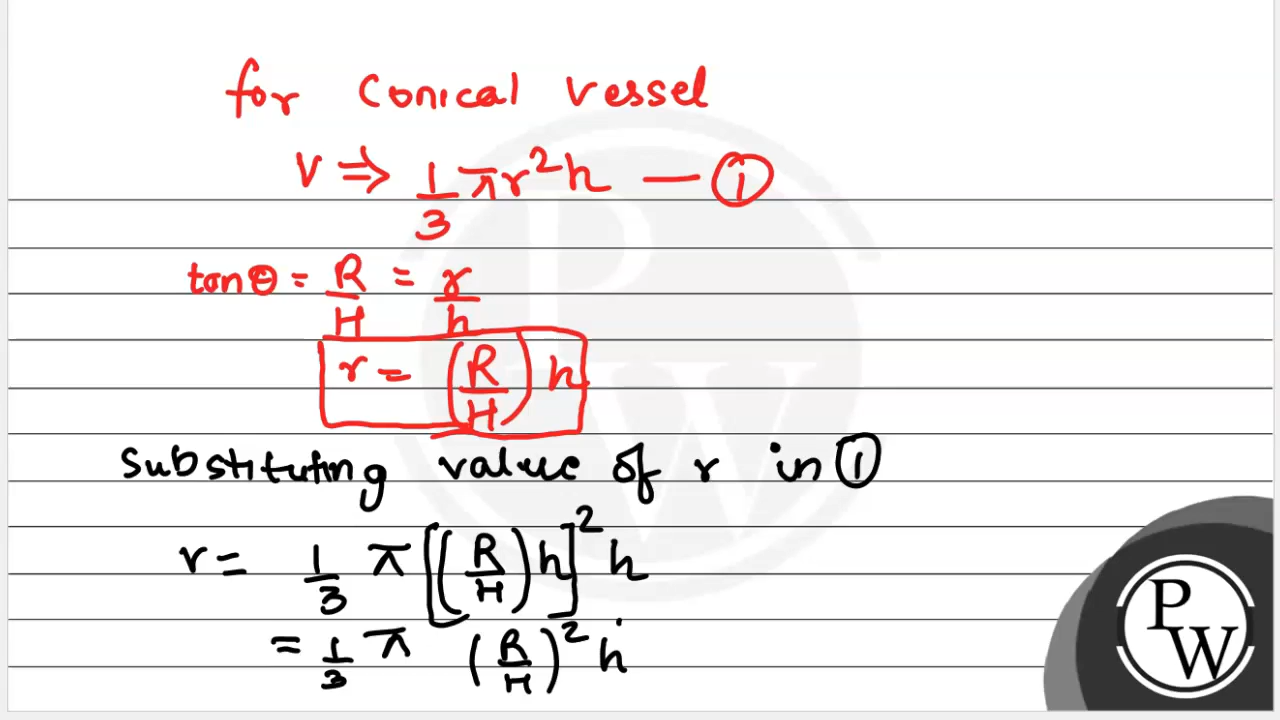 for Conical Vessel
V ⇒ 1/3 πr²h — ①
tanθ = R/H = r/h
r = (R/H) h
Substituting value of r in ①
r = 1/3 π [(R/H) h]² h
= 1/3 π (R/H)² h
P
W
PW